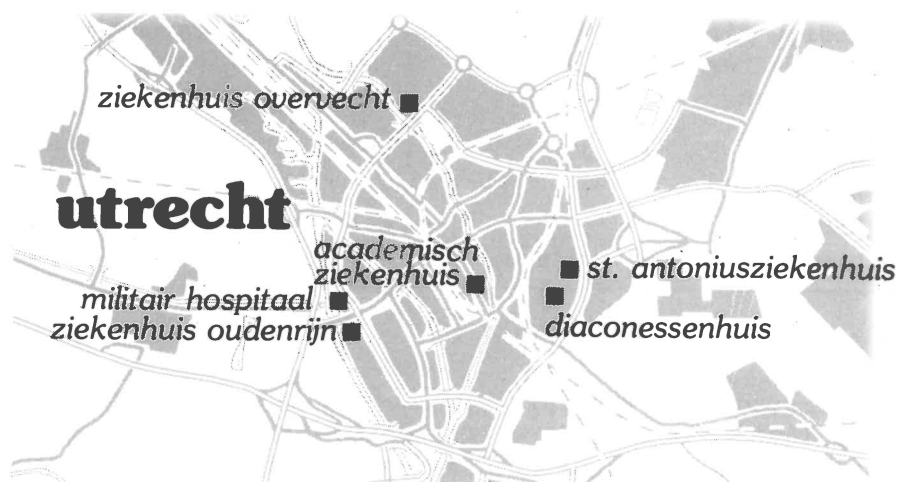 ziekenhuis overvecht
utrecht
academisch
ziekenhuis
st. antoniusziekenhuis
militair hospitaal
diaconessenhuis
ziekenhuis oudenrijn